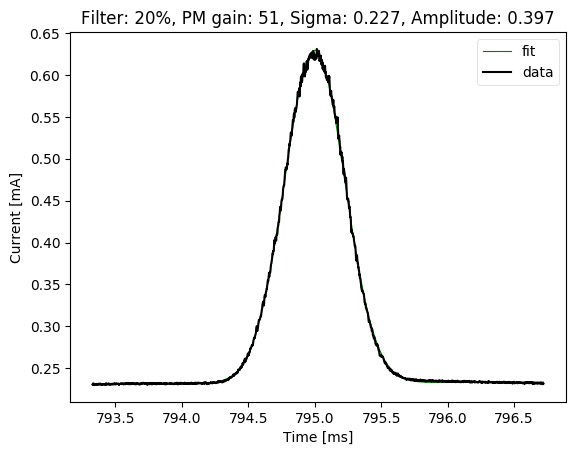 Filter: 20%, PM gain: 51, Sigma: 0.227, Amplitude: 0.397
fit
data
0.65
0.60
0.55
0.50
0.45
0.40
0.35
0.30
0.25
Current [mA]
793.5 794.0 794.5 795.0 795.5 796.0 796.5
Time [ms]